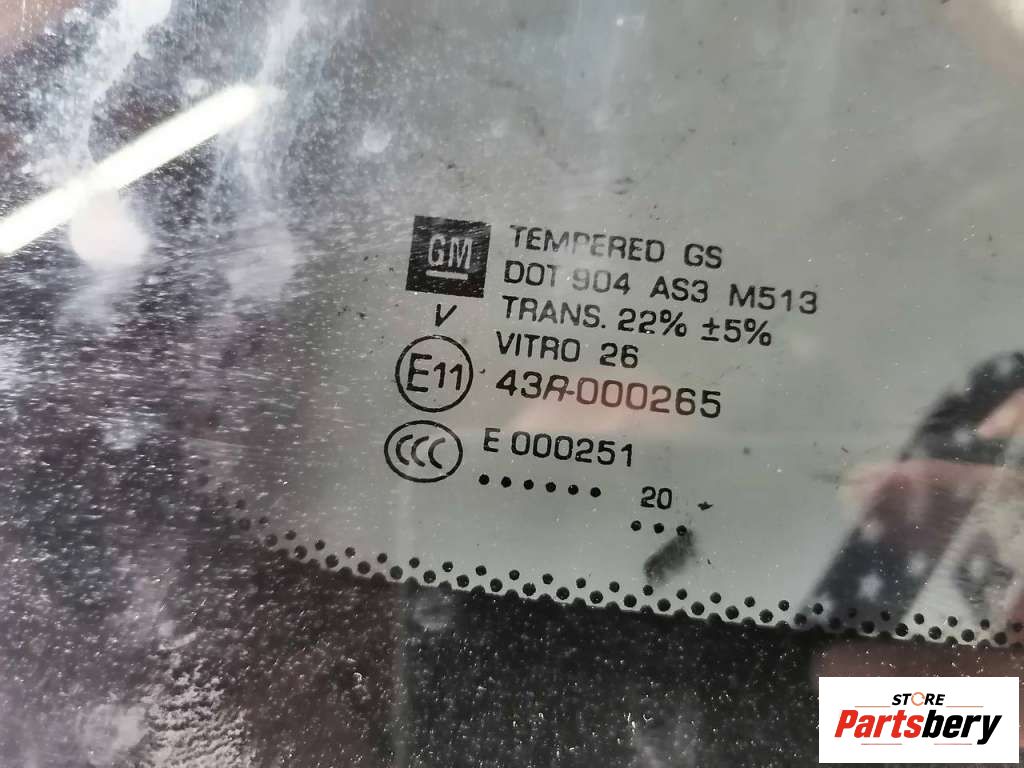 GM
TEMPERED GS
DOT 904 AS3 M513
TRANS. 22% ±5%
V
VITRO 26
E11
43R-000265
CCC
E 000251
20
STORE
Partsbery